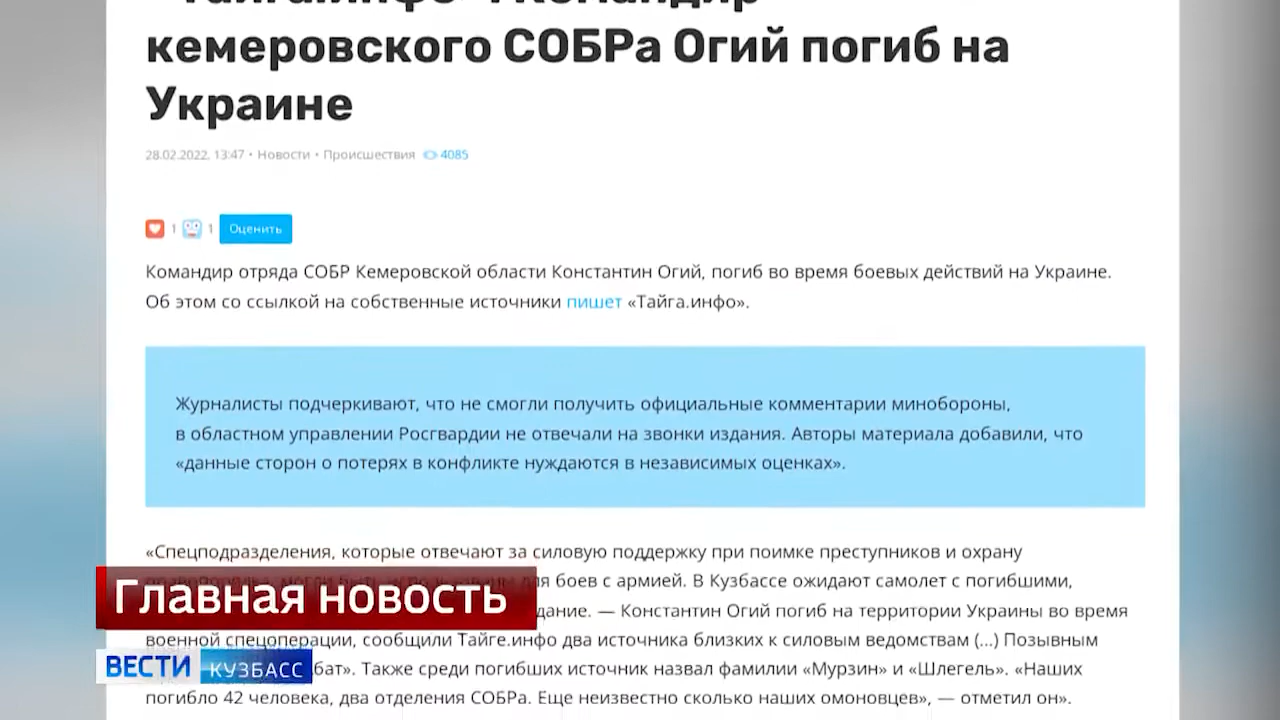 «Тайга.инфо»: командир
кемеровского СОБРа Огий погиб на
Украине
28.02.2022, 13:47 • Новости • Происшествия 4085
1 1 Оценить
Командир отряда СОБР Кемеровской области Константин Огий, погиб во время боевых действий на Украине.
Об этом со ссылкой на собственные источники пишет «Тайга.инфо».
Журналисты подчеркивают, что не смогли получить официальные комментарии минобороны,
в областном управлении Росгвардии не отвечали на звонки издания. Авторы материала добавили, что
«данные сторон о потерях в конфликте нуждаются в независимых оценках».
«Спецподразделения, которые отвечают за силовую поддержку при поимке преступников и охрану
для боев с армией. В Кузбассе ожидают самолет с погибшими,
Главная новость
— Константин Огий погиб на территории Украины во время
военной спецоперации, сообщили Тайге.инфо два источника близких к силовым ведомствам (...) Позывным
ВЕСТИ КУЗБАСС
Также среди погибших источник назвал фамилии «Мурзин» и «Шлегель». «Наших
погибло 42 человека, два отделения СОБРа. Еще неизвестно сколько наших омоновцев», — отметил он».